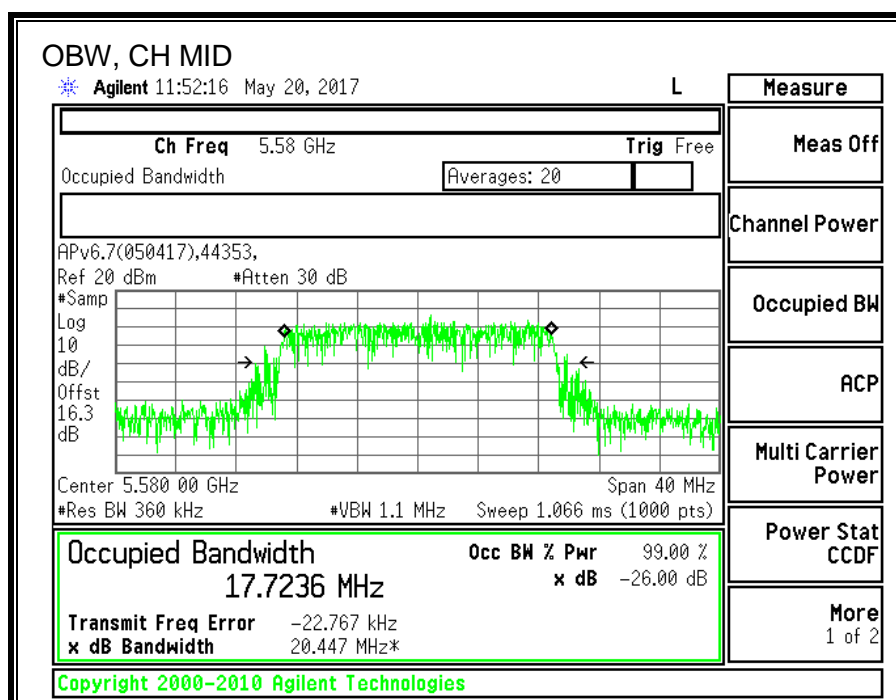 OBW, CH MID
Agilent 11:52:16 May 20, 2017 L
Measure
Ch Freq 5.58 GHz Trig Free
Occupied Bandwidth Averages: 20
APv6.7(050417),44353,
Ref 20 dBm #Atten 30 dB
#Samp
Log
10
dB/
Offst
16.3
dB
Center 5.580 00 GHz Span 40 MHz
#Res BW 360 kHz #VBW 1.1 MHz Sweep 1.066 ms (1000 pts)
Occupied Bandwidth Occ BW % Pwr 99.00 %
17.7236 MHz x dB -26.00 dB
Transmit Freq Error -22.767 kHz
x dB Bandwidth 20.447 MHz*
Meas Off
Channel Power
Occupied BW
ACP
Multi Carrier
Power
Power Stat
CCDF
More
1 of 2
Copyright 2000-2010 Agilent Technologies